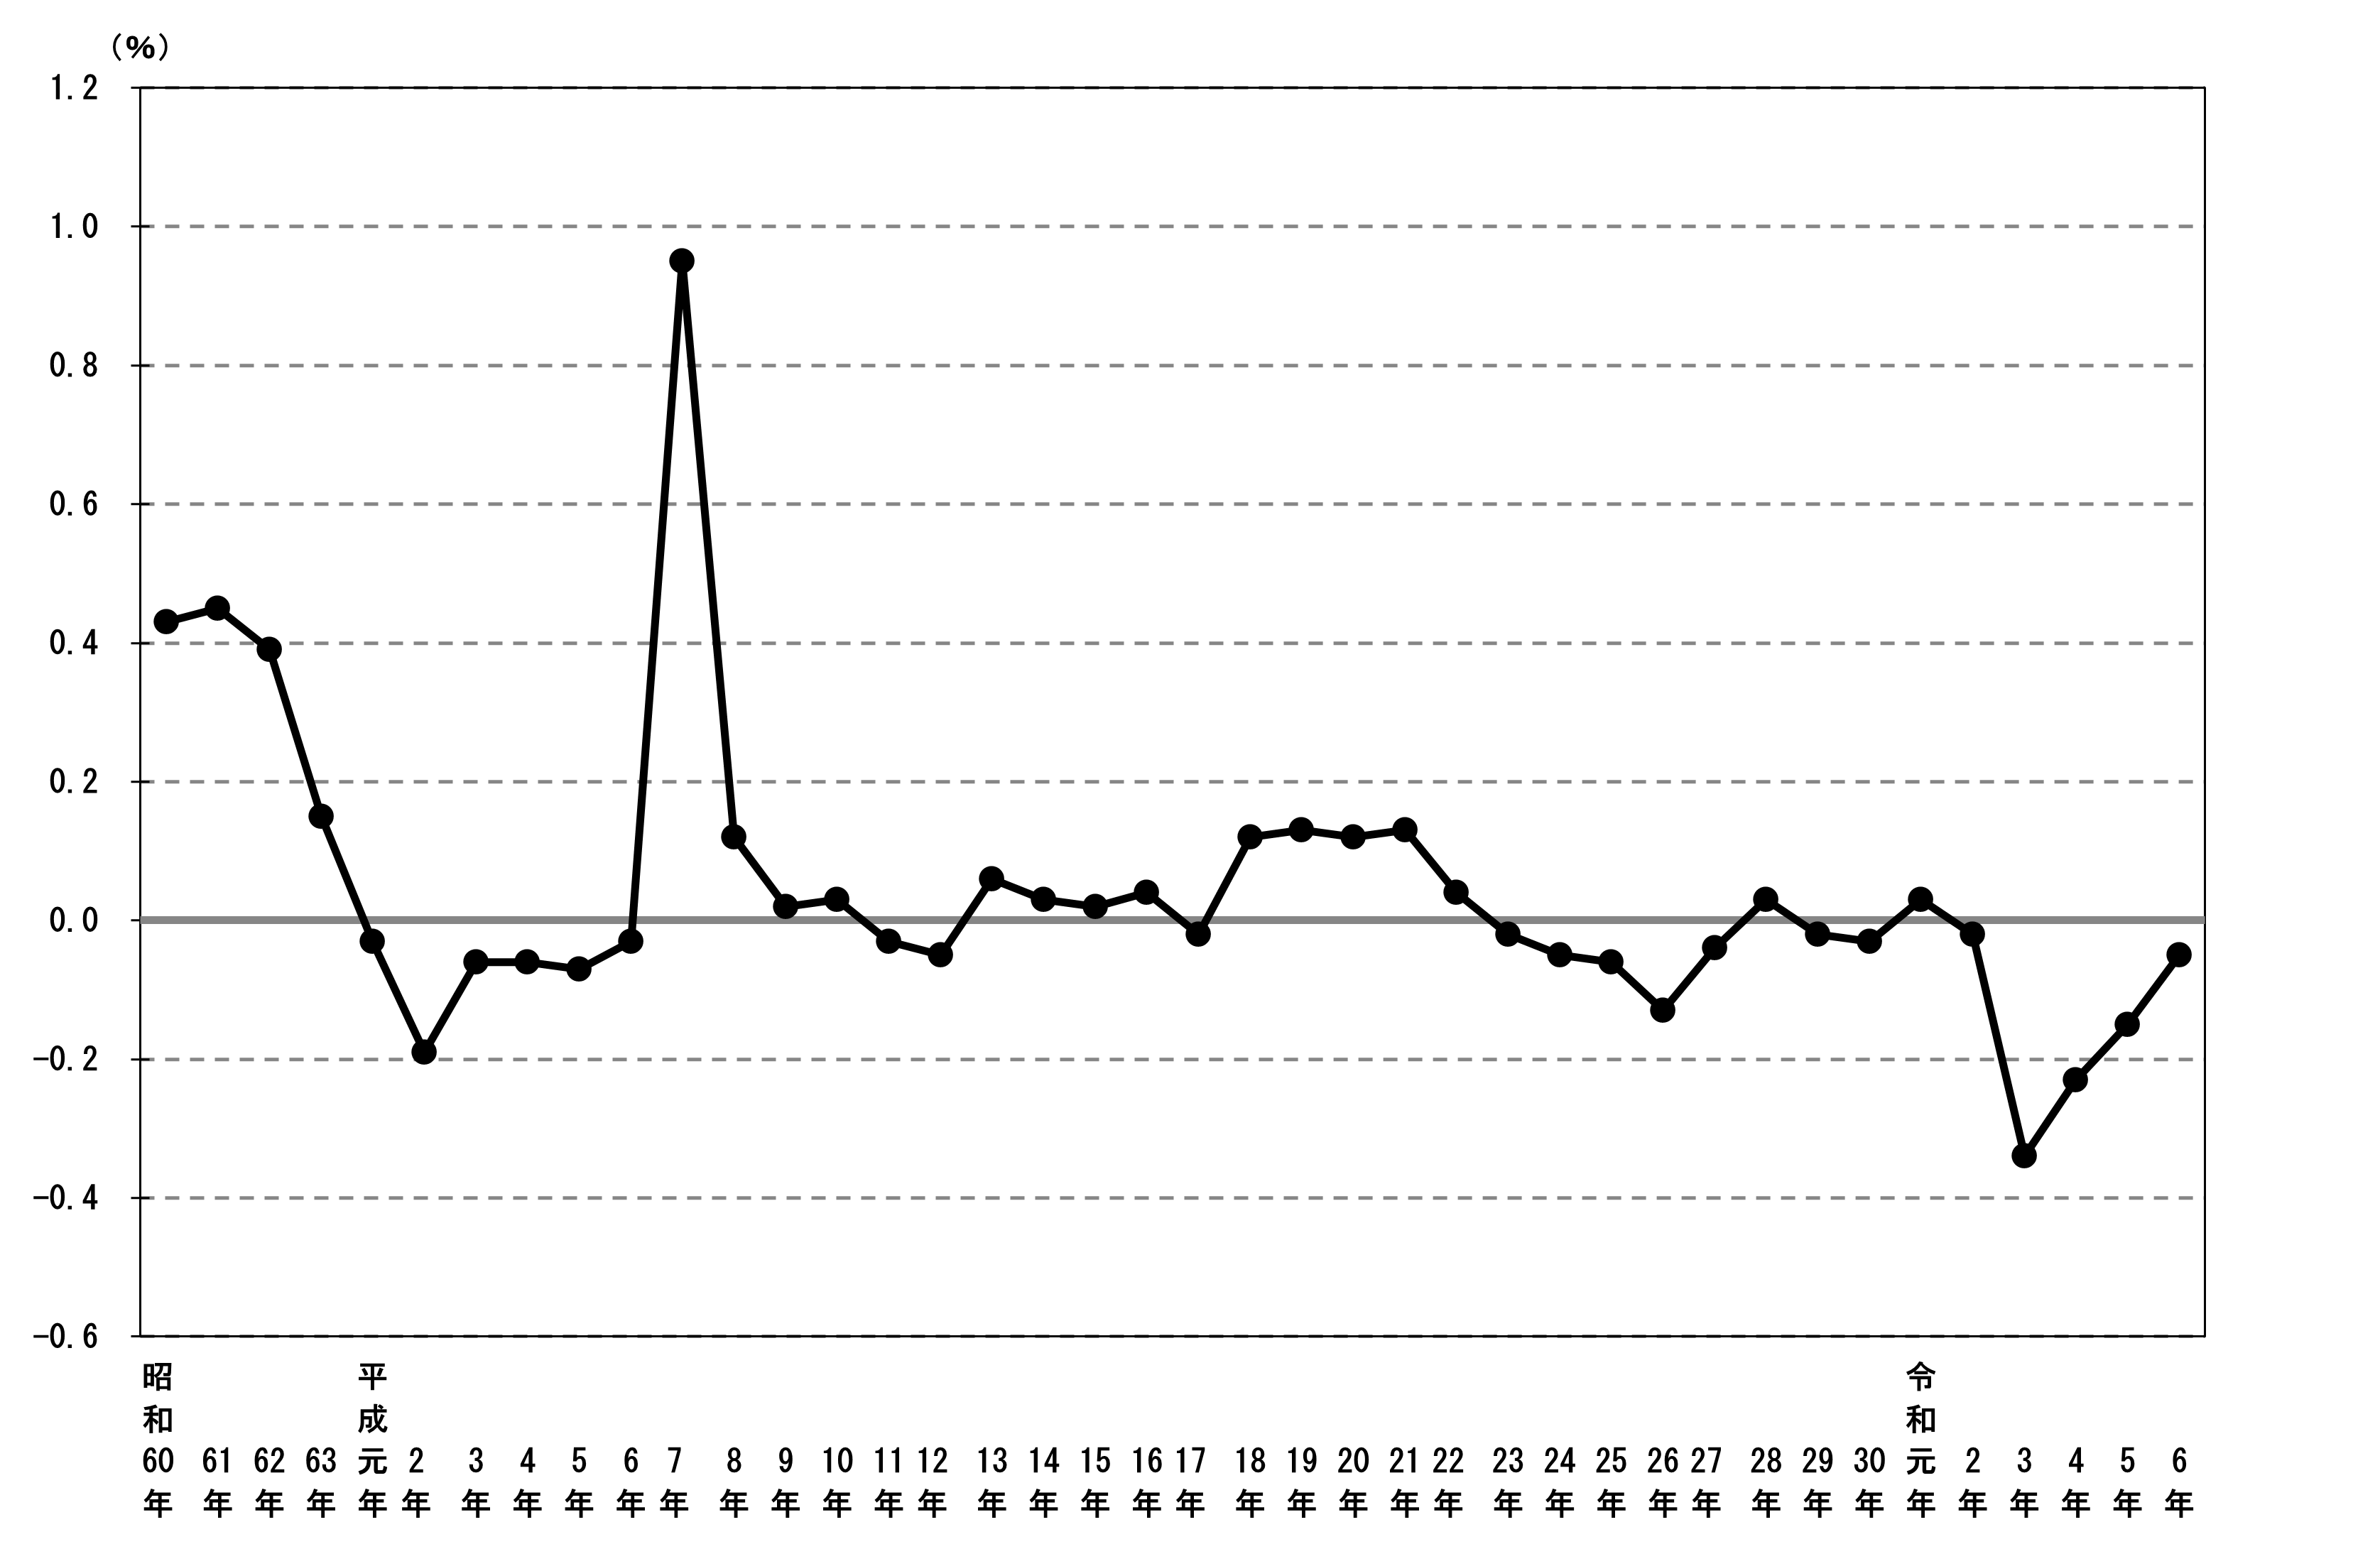 （％）
1.2
1.0
0.8
0.6
0.4
0.2
0.0
−0.2
−0.4
−0.6
昭和60年
61年
62年
63年
平成元年
2年
3年
4年
5年
6年
7年
8年
9年
10年
11年
12年
13年
14年
15年
16年
17年
18年
19年
20年
21年
22年
23年
24年
25年
26年
27年
28年
29年
30年
令和元年
2年
3年
4年
5年
6年